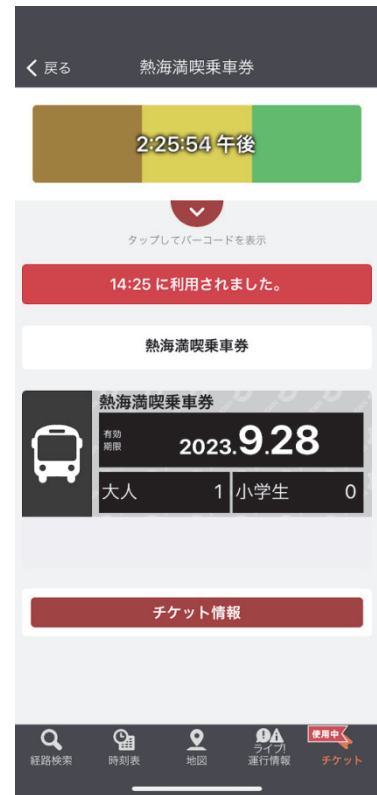 戻る
熱海満喫乗車券
2:25:54 午後
タップしてバーコードを表示
14:25 に利用されました。
熱海満喫乗車券
熱海満喫乗車券
有効
期限
2023.9.28
大人 1 小学生 0
チケット情報
経路検索
時刻表
地図
ライブ!
運行情報
使用中
チケット